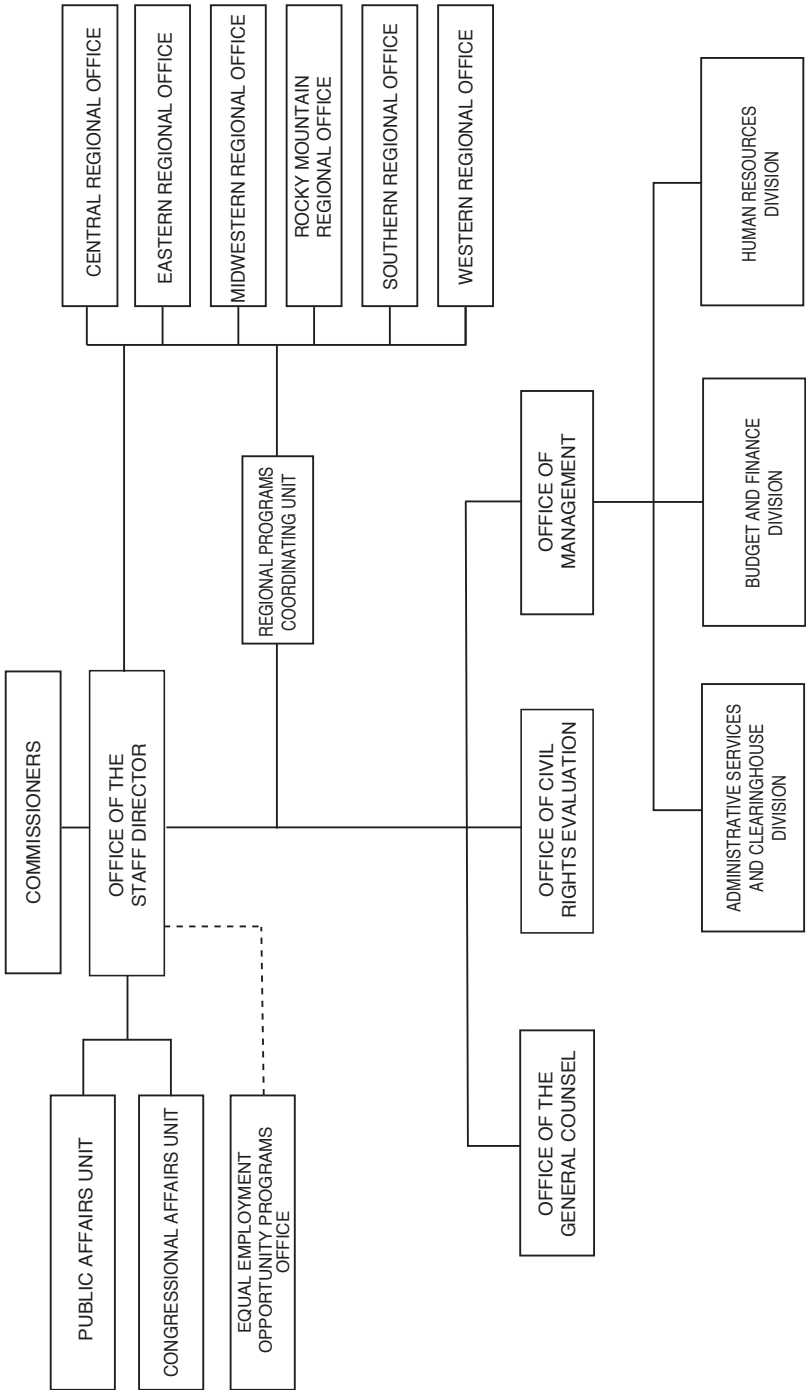 COMMISSIONERS
OFFICE OF THE
STAFF DIRECTOR
PUBLIC AFFAIRS UNIT
CONGRESSIONAL AFFAIRS UNIT
EQUAL EMPLOYMENT
OPPORTUNITY PROGRAMS
OFFICE
CENTRAL REGIONAL OFFICE
EASTERN REGIONAL OFFICE
MIDWESTERN REGIONAL OFFICE
ROCKY MOUNTAIN
REGIONAL OFFICE
SOUTHERN REGIONAL OFFICE
WESTERN REGIONAL OFFICE
REGIONAL PROGRAMS
COORDINATING UNIT
OFFICE OF THE
GENERAL COUNSEL
OFFICE OF CIVIL
RIGHTS EVALUATION
OFFICE OF
MANAGEMENT
ADMINISTRATIVE SERVICES
AND CLEARINGHOUSE
DIVISION
BUDGET AND FINANCE
DIVISION
HUMAN RESOURCES
DIVISION